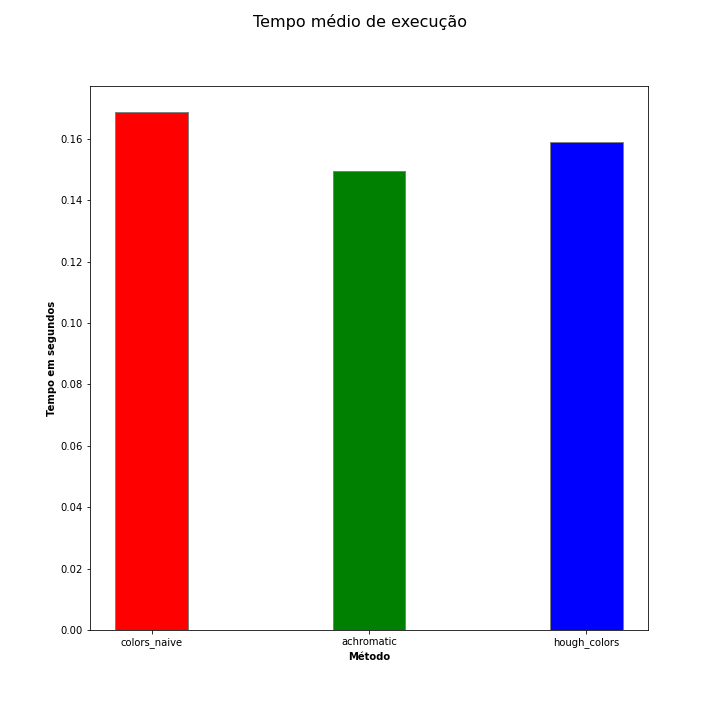 Tempo médio de execução
0.16
0.14
0.12
0.10
0.08
0.06
0.04
0.02
0.00
Tempo em segundos
colors_naive
achromatic
hough_colors
Método